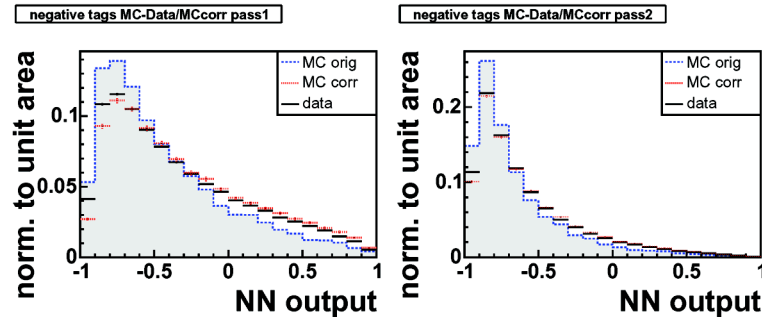 negative tags MC-Data/MCcorr pass1
norm. to unit area
0.1
0.05
0
MC orig
MC corr
data
-1 -0.5 0 0.5 1
NN output
negative tags MC-Data/MCcorr pass2
norm. to unit area
0.2
0.1
0
MC orig
MC corr
data
-1 -0.5 0 0.5 1
NN output